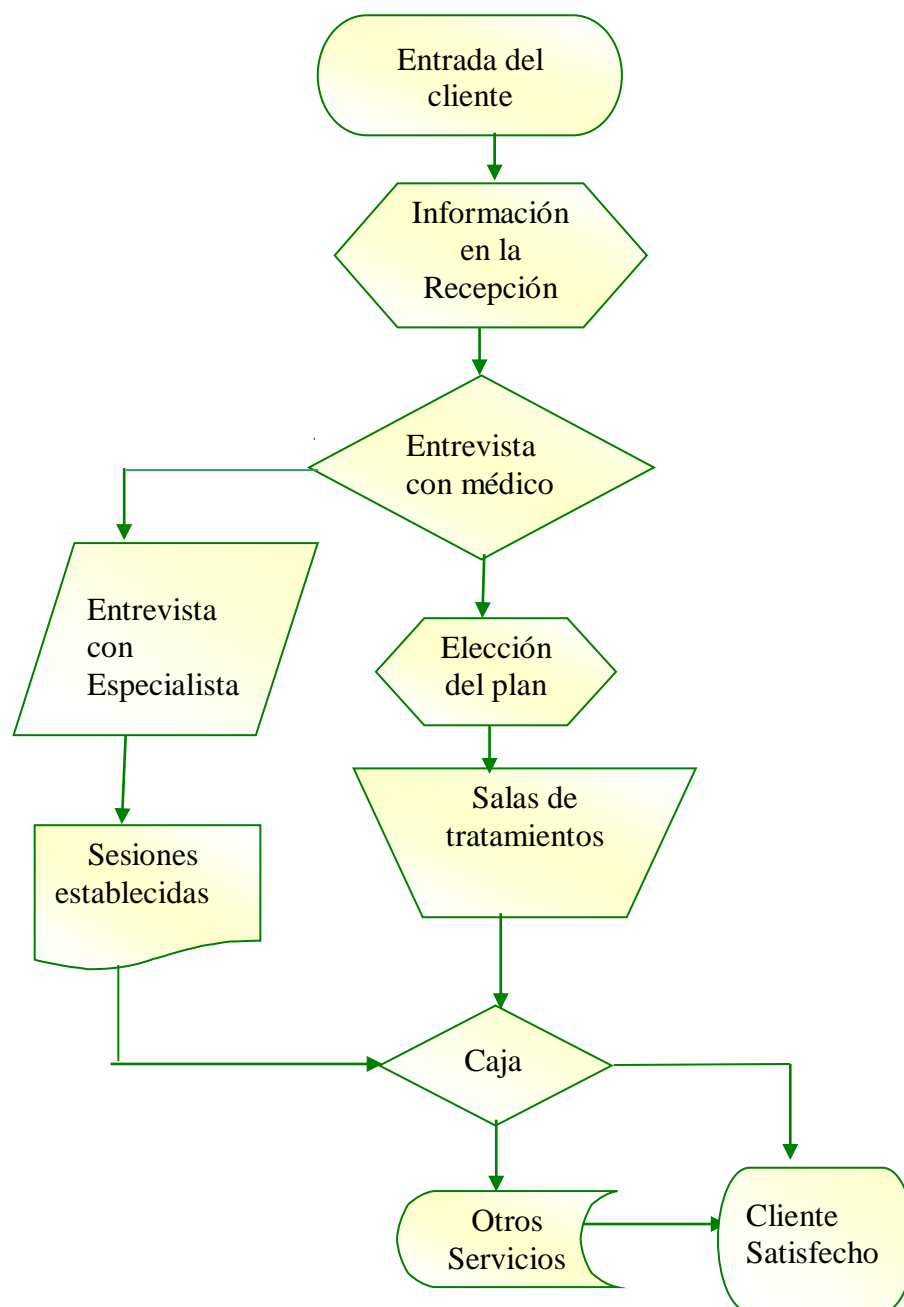 Entrada del
cliente
Información
en la
Recepción
Entrevista
con médico
Entrevista
con
Especialista
Elección
del plan
Salas de
tratamientos
Sesiones
establecidas
Caja
Otros
Servicios
Cliente
Satisfecho